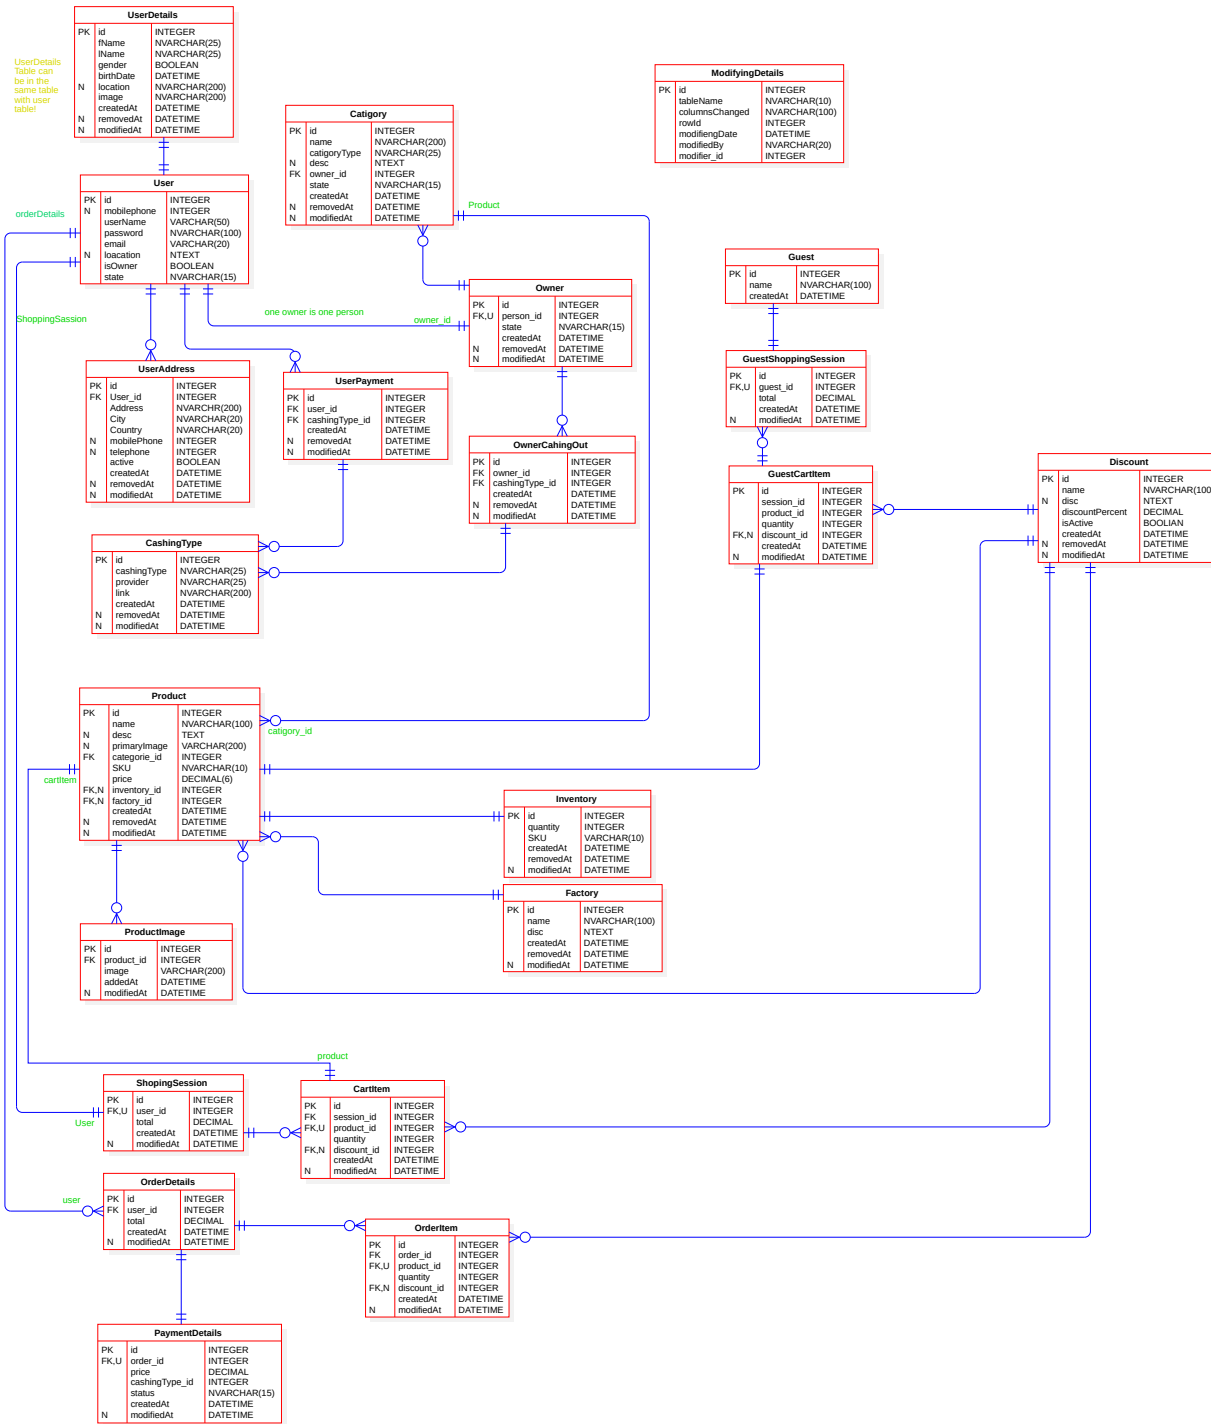 UserDetails
PK id INTEGER
fName NVARCHAR(25)
lName NVARCHAR(25)
gender BOOLEAN
birthDate DATETIME
N location NVARCHAR(200)
image NVARCHAR(200)
createdAt DATETIME
N removedAt DATETIME
N modifiedAt DATETIME
UserDetails
Table can
be in the
same table
with user
table!
ModifyingDetails
PK id INTEGER
tableName NVARCHAR(10)
columnsChanged NVARCHAR(100)
rowId INTEGER
modifiengDate DATETIME
modifiedBy NVARCHAR(20)
modifier_id INTEGER
Catigory
PK id INTEGER
name NVARCHAR(200)
catigoryType NVARCHAR(25)
N desc NTEXT
FK owner_id INTEGER
state NVARCHAR(15)
createdAt DATETIME
N removedAt DATETIME
N modifiedAt DATETIME
Product
User
PK id INTEGER
N mobilephone INTEGER
userName VARCHAR(50)
password NVARCHAR(100)
email VARCHAR(20)
N loacation NTEXT
isOwner BOOLEAN
state NVARCHAR(15)
orderDetails
ShoppingSassion
one owner is one person
owner_id
Owner
PK id INTEGER
FK,U person_id INTEGER
state NVARCHAR(15)
createdAt DATETIME
N removedAt DATETIME
N modifiedAt DATETIME
Guest
PK id INTEGER
name NVARCHAR(100)
createdAt DATETIME
GuestShoppingSession
PK id INTEGER
FK,U guest_id INTEGER
total DECIMAL
createdAt DATETIME
N modifiedAt DATETIME
UserAddress
PK id INTEGER
FK User_id INTEGER
Address NVARCHR(200)
City NVARCHAR(20)
Country NVARCHAR(20)
N mobilePhone INTEGER
N telephone INTEGER
active BOOLEAN
createdAt DATETIME
N removedAt DATETIME
N modifiedAt DATETIME
UserPayment
PK id INTEGER
FK user_id INTEGER
FK cashingType_id INTEGER
createdAt DATETIME
N removedAt DATETIME
N modifiedAt DATETIME
OwnerCahingOut
PK id INTEGER
FK owner_id INTEGER
FK cashingType_id INTEGER
createdAt DATETIME
N removedAt DATETIME
N modifiedAt DATETIME
GuestCartItem
PK id INTEGER
session_id INTEGER
product_id INTEGER
quantity INTEGER
FK,N discount_id INTEGER
createdAt DATETIME
N modifiedAt DATETIME
Discount
PK id INTEGER
name NVARCHAR(100
N disc NTEXT
discountPercent DECIMAL
isActive BOOLIAN
createdAt DATETIME
N removedAt DATETIME
N modifiedAt DATETIME
CashingType
PK id INTEGER
cashingType NVARCHAR(25)
provider NVARCHAR(25)
link NVARCHAR(200)
createdAt DATETIME
N removedAt DATETIME
N modifiedAt DATETIME
Product
PK id INTEGER
name NVARCHAR(100)
N desc TEXT
N primaryImage VARCHAR(200)
FK categorie_id INTEGER
SKU NVARCHAR(10)
price DECIMAL(6)
FK,N inventory_id INTEGER
FK,N factory_id INTEGER
createdAt DATETIME
N removedAt DATETIME
N modifiedAt DATETIME
catigory_id
cartItem
Inventory
PK id INTEGER
quantity INTEGER
SKU VARCHAR(10)
createdAt DATETIME
removedAt DATETIME
N modifiedAt DATETIME
Factory
PK id INTEGER
name NVARCHAR(100)
disc NTEXT
createdAt DATETIME
removedAt DATETIME
N modifiedAt DATETIME
ProductImage
PK id INTEGER
FK product_id INTEGER
image VARCHAR(200)
addedAt DATETIME
N modifiedAt DATETIME
product
ShopingSession
PK id INTEGER
FK,U user_id INTEGER
total DECIMAL
createdAt DATETIME
N modifiedAt DATETIME
User
CartItem
PK id INTEGER
FK session_id INTEGER
FK,U product_id INTEGER
quantity INTEGER
FK,N discount_id INTEGER
createdAt DATETIME
N modifiedAt DATETIME
OrderDetails
PK id INTEGER
FK user_id INTEGER
total DECIMAL
createdAt DATETIME
N modifiedAt DATETIME
user
OrderItem
PK id INTEGER
FK order_id INTEGER
FK,U product_id INTEGER
quantity INTEGER
FK,N discount_id INTEGER
createdAt DATETIME
N modifiedAt DATETIME
PaymentDetails
PK id INTEGER
FK,U order_id INTEGER
price DECIMAL
cashingType_id INTEGER
status NVARCHAR(15)
createdAt DATETIME
N modifiedAt DATETIME